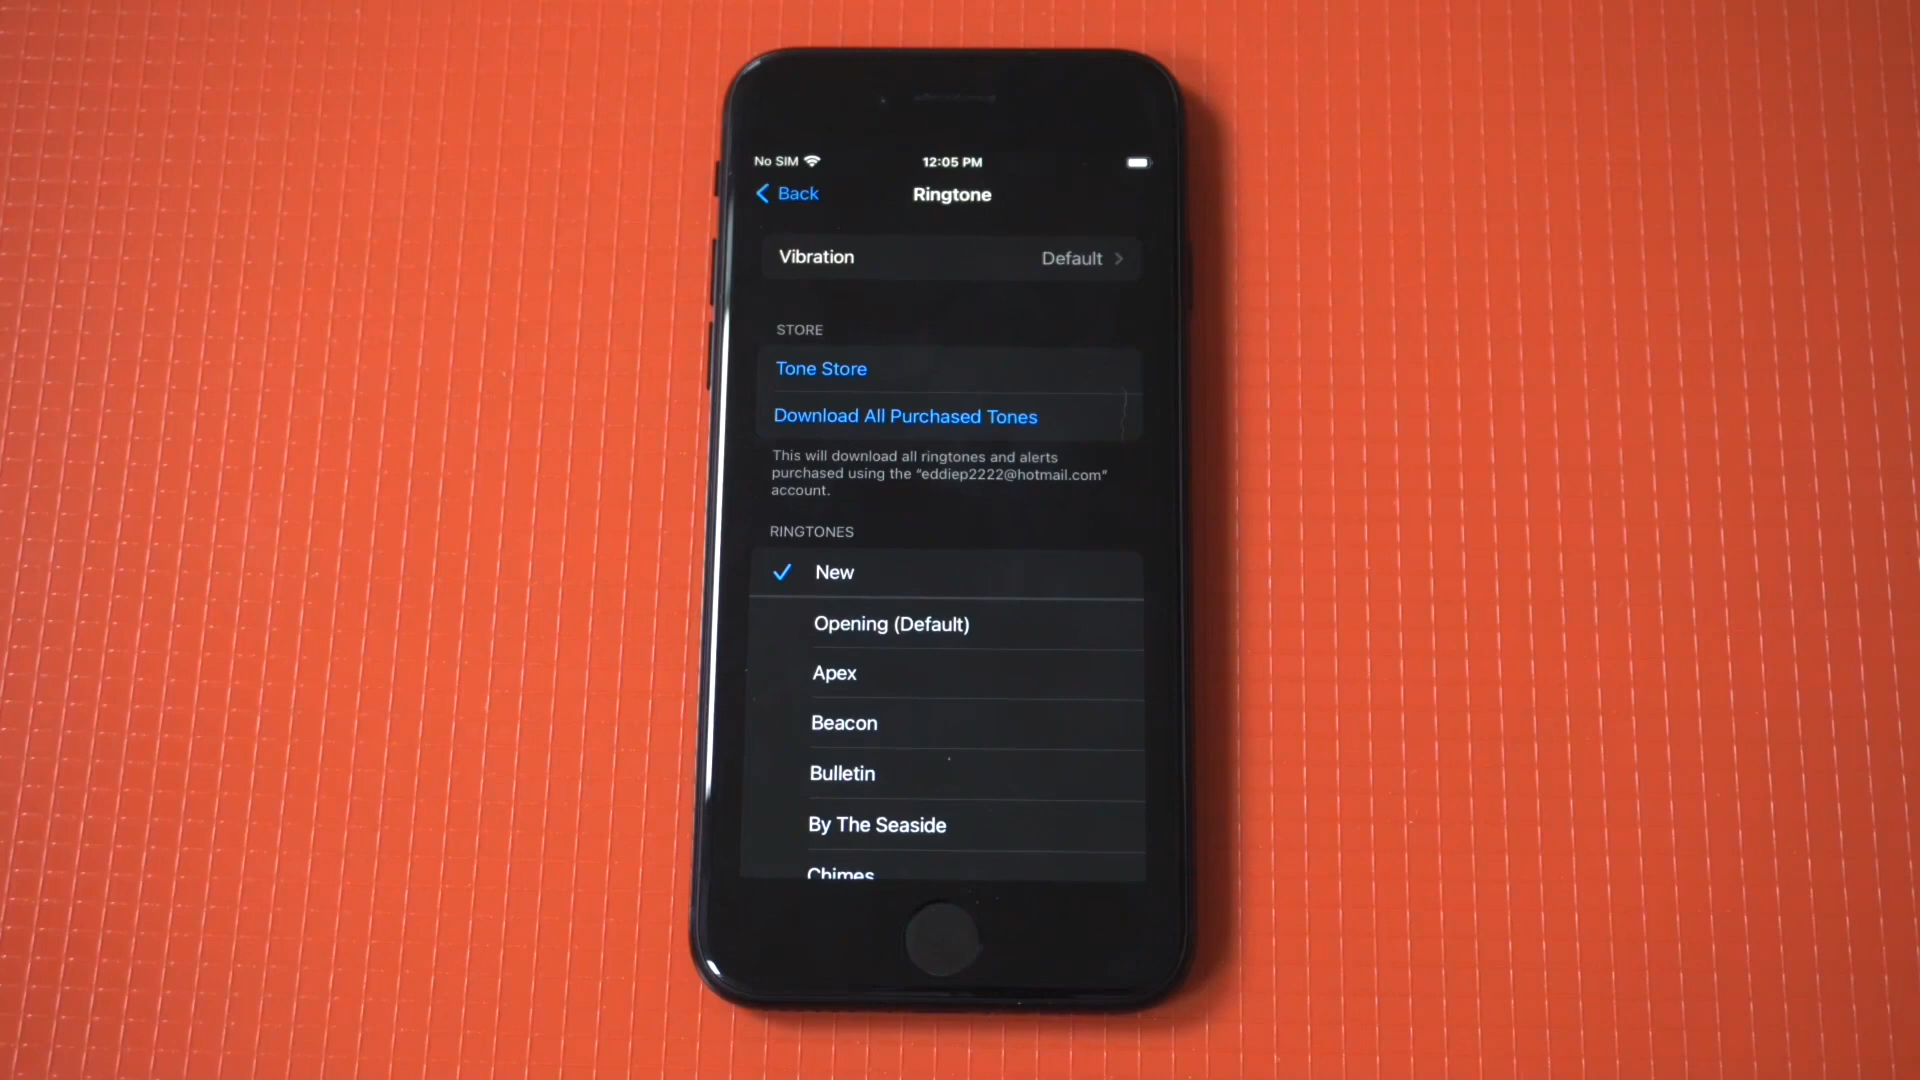 No SIM
12:05 PM
Back
Ringtone
Vibration
Default
STORE
Tone Store
Download All Purchased Tones
This will download all ringtones and alerts
purchased using the “eddiep2222@hotmail.com”
account.
RINGTONES
New
Opening (Default)
Apex
Beacon
Bulletin
By The Seaside
Chimes